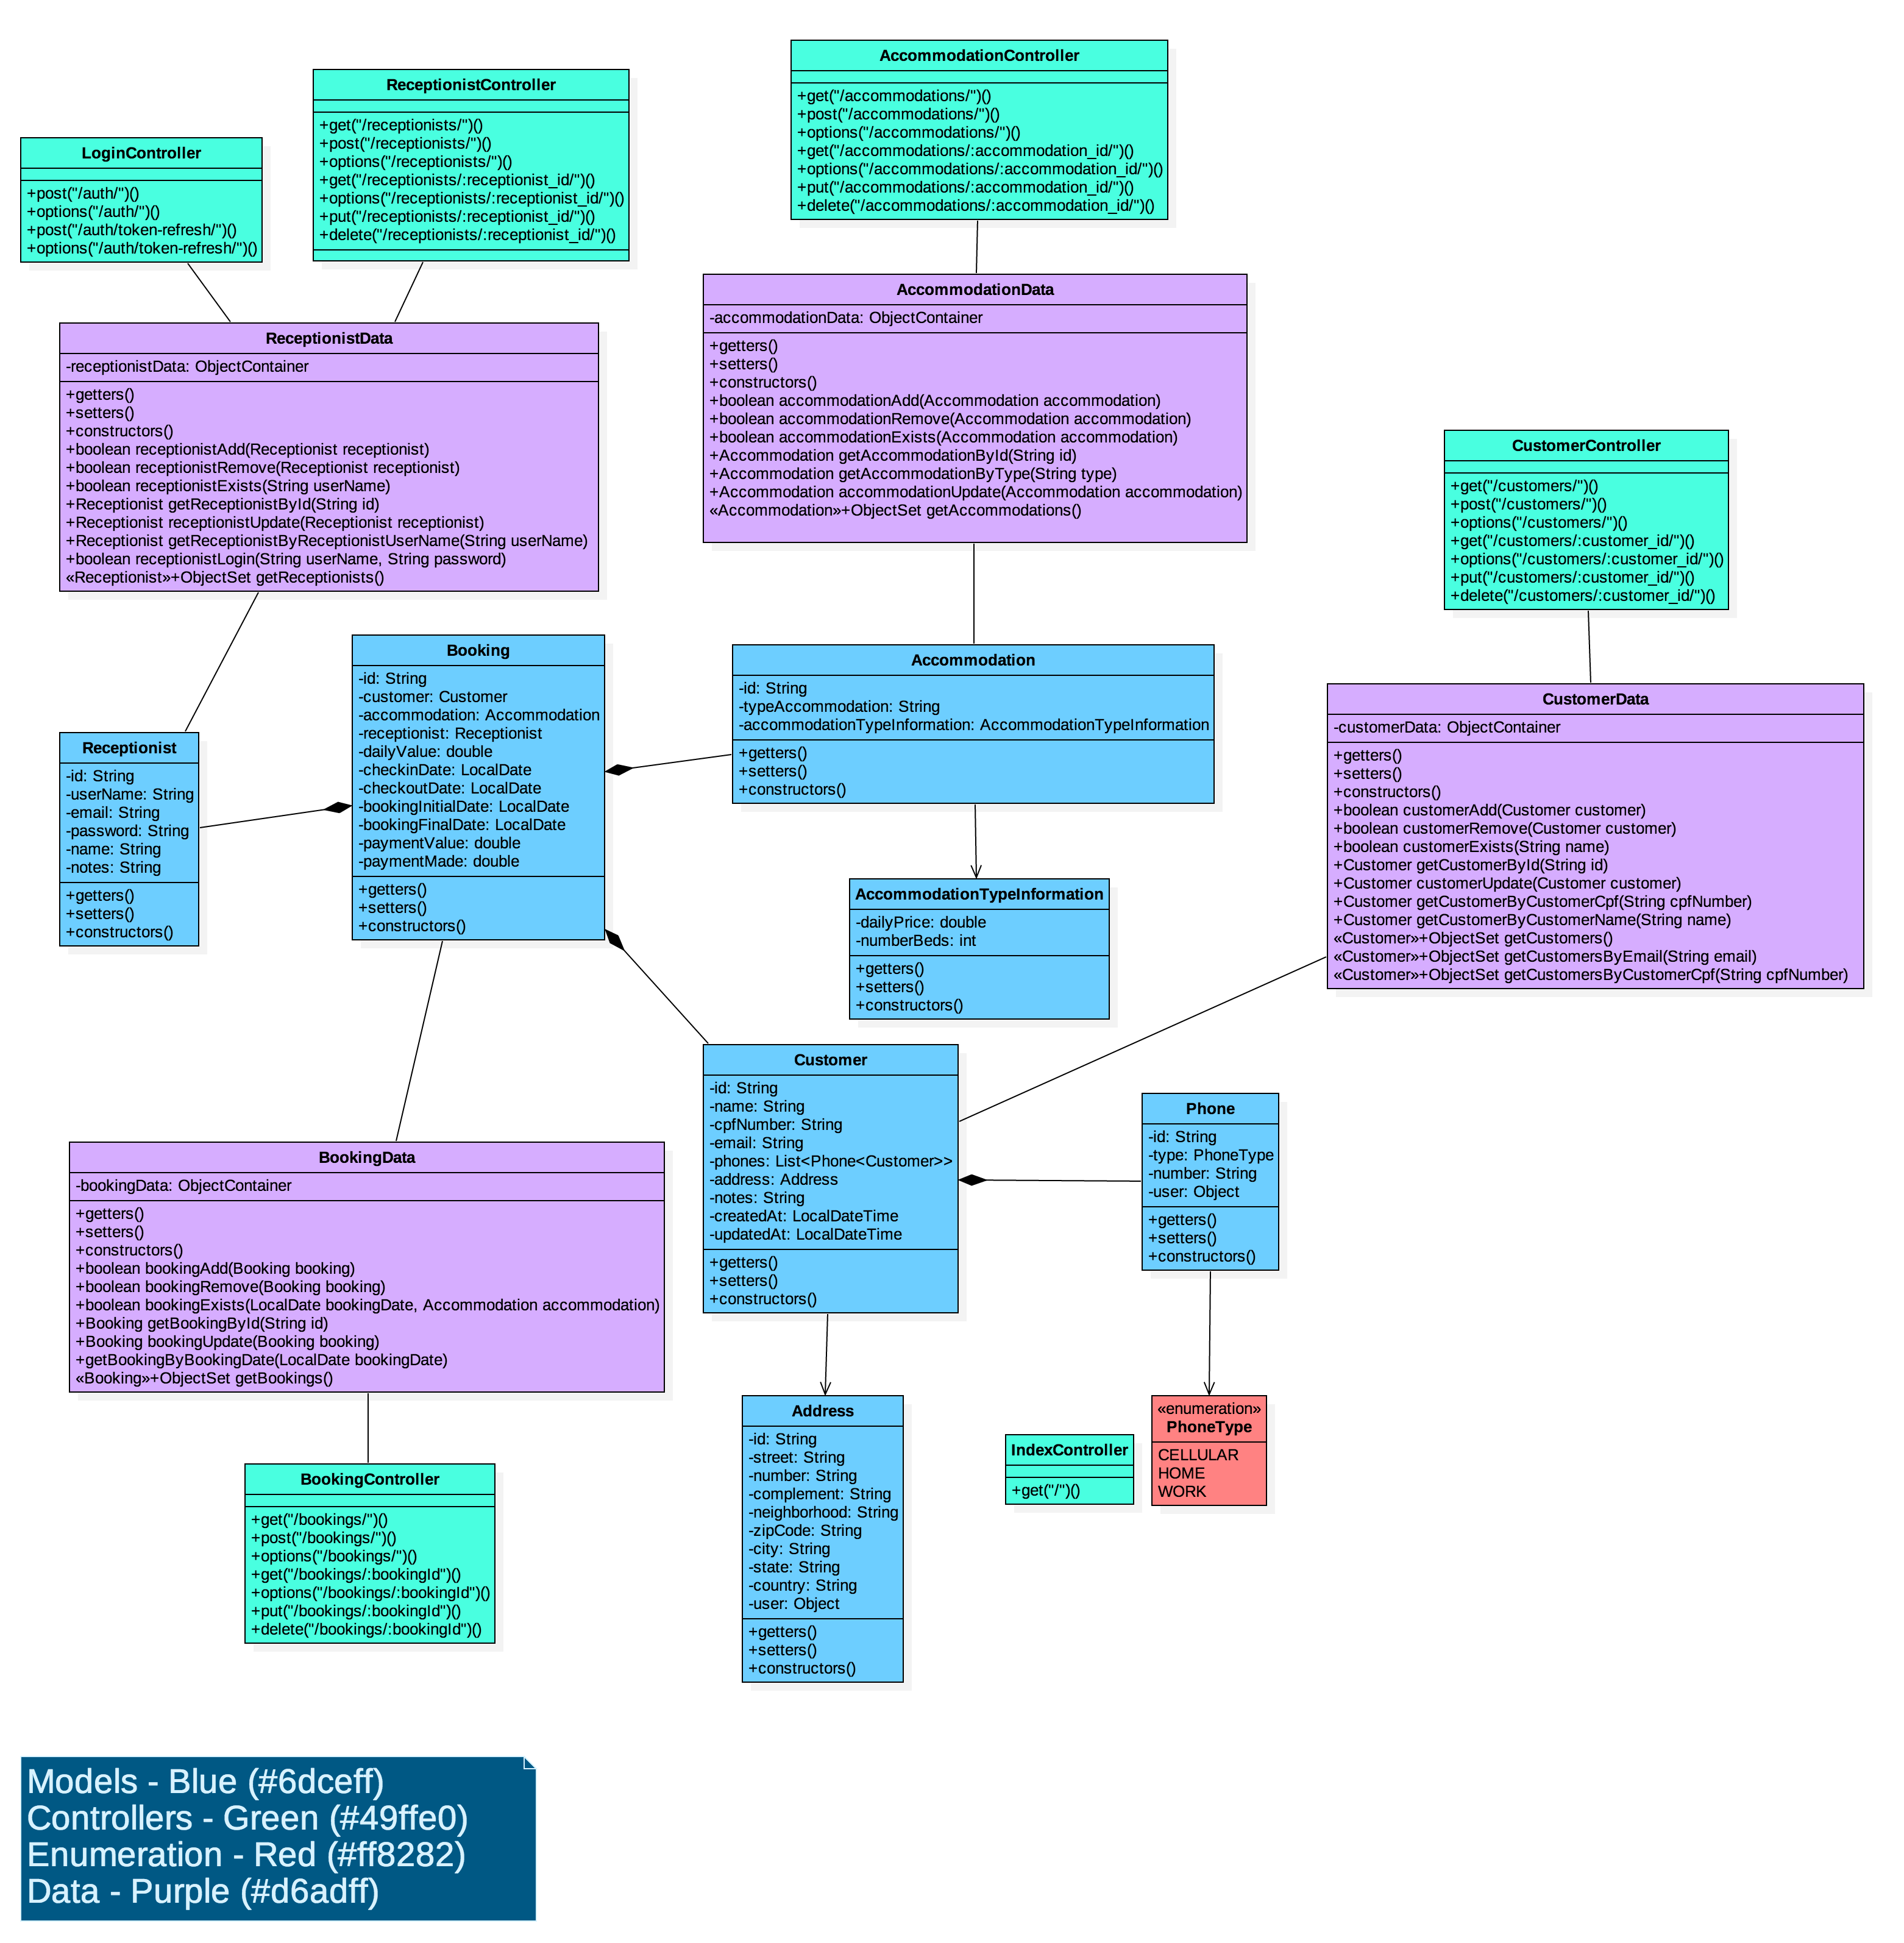 AccommodationController
+get("/accommodations/")()
+post("/accommodations/")()
+options("/accommodations/")()
+get("/accommodations/:accommodation_id/")()
+options("/accommodations/:accommodation_id/")()
+put("/accommodations/:accommodation_id/")()
+delete("/accommodations/:accommodation_id/")()
ReceptionistController
+get("/receptionists/")()
+post("/receptionists/")()
+options("/receptionists/")()
+get("/receptionists/:receptionist_id/")()
+options("/receptionists/:receptionist_id/")()
+put("/receptionists/:receptionist_id/")()
+delete("/receptionists/:receptionist_id/")()
LoginController
+post("/auth/")()
+options("/auth/")()
+post("/auth/token-refresh/")()
+options("/auth/token-refresh/")()
AccommodationData
-accommodationData: ObjectContainer
+getters()
+setters()
+constructors()
+boolean accommodationAdd(Accommodation accommodation)
+boolean accommodationRemove(Accommodation accommodation)
+boolean accommodationExists(Accommodation accommodation)
+Accommodation getAccommodationById(String id)
+Accommodation getAccommodationByType(String type)
+Accommodation accommodationUpdate(Accommodation accommodation)
«Accommodation»+ObjectSet getAccommodations()
ReceptionistData
-receptionistData: ObjectContainer
+getters()
+setters()
+constructors()
+boolean receptionistAdd(Receptionist receptionist)
+boolean receptionistRemove(Receptionist receptionist)
+boolean receptionistExists(String userName)
+Receptionist getReceptionistById(String id)
+Receptionist receptionistUpdate(Receptionist receptionist)
+Receptionist getReceptionistByReceptionistUserName(String userName)
+boolean receptionistLogin(String userName, String password)
«Receptionist»+ObjectSet getReceptionists()
CustomerController
+get("/customers/")()
+post("/customers/")()
+options("/customers/")()
+get("/customers/:customer_id/")()
+options("/customers/:customer_id/")()
+put("/customers/:customer_id/")()
+delete("/customers/:customer_id/")()
Booking
-id: String
-customer: Customer
-accommodation: Accommodation
-receptionist: Receptionist
-dailyValue: double
-checkinDate: LocalDate
-checkoutDate: LocalDate
-bookingInitialDate: LocalDate
-bookingFinalDate: LocalDate
-paymentValue: double
-paymentMade: double
+getters()
+setters()
+constructors()
Accommodation
-id: String
-typeAccommodation: String
-accommodationTypeInformation: AccommodationTypeInformation
+getters()
+setters()
+constructors()
CustomerData
-customerData: ObjectContainer
+getters()
+setters()
+constructors()
+boolean customerAdd(Customer customer)
+boolean customerRemove(Customer customer)
+boolean customerExists(String name)
+Customer getCustomerById(String id)
+Customer customerUpdate(Customer customer)
+Customer getCustomerByCustomerCpf(String cpfNumber)
+Customer getCustomerByCustomerName(String name)
«Customer»+ObjectSet getCustomers()
«Customer»+ObjectSet getCustomersByEmail(String email)
«Customer»+ObjectSet getCustomersByCustomerCpf(String cpfNumber)
Receptionist
-id: String
-userName: String
-email: String
-password: String
-name: String
-notes: String
+getters()
+setters()
+constructors()
AccommodationTypeInformation
-dailyPrice: double
-numberBeds: int
+getters()
+setters()
+constructors()
Customer
-id: String
-name: String
-cpfNumber: String
-email: String
-phones: List<Phone<Customer>>
-address: Address
-notes: String
-createdAt: LocalDateTime
-updatedAt: LocalDateTime
+getters()
+setters()
+constructors()
Phone
-id: String
-type: PhoneType
-number: String
-user: Object
+getters()
+setters()
+constructors()
BookingData
-bookingData: ObjectContainer
+getters()
+setters()
+constructors()
+boolean bookingAdd(Booking booking)
+boolean bookingRemove(Booking booking)
+boolean bookingExists(LocalDate bookingDate, Accommodation accommodation)
+Booking getBookingById(String id)
+Booking bookingUpdate(Booking booking)
+getBookingByBookingDate(LocalDate bookingDate)
«Booking»+ObjectSet getBookings()
Address
-id: String
-street: String
-number: String
-complement: String
-neighborhood: String
-zipCode: String
-city: String
-state: String
-country: String
-user: Object
+getters()
+setters()
+constructors()
IndexController
+get("/")()
«enumeration»
PhoneType
CELLULAR
HOME
WORK
BookingController
+get("/bookings/")()
+post("/bookings/")()
+options("/bookings/")()
+get("/bookings/:bookingId")()
+options("/bookings/:bookingId")()
+put("/bookings/:bookingId")()
+delete("/bookings/:bookingId")()
Models - Blue (#6dceff)
Controllers - Green (#49ffe0)
Enumeration - Red (#ff8282)
Data - Purple (#d6adff)